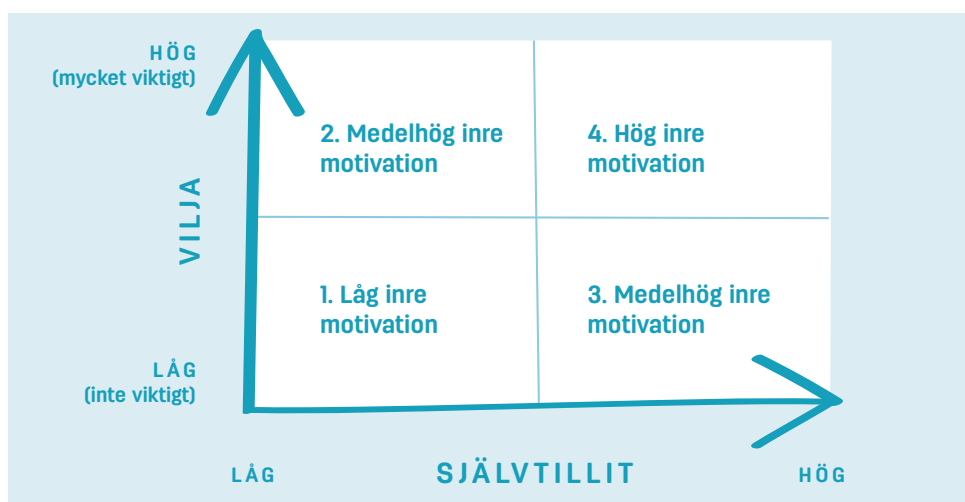 HÖG
(mycket viktigt)
2. Medelhög inre
motivation
4. Hög inre
motivation
VILJA
1. Låg inre
motivation
3. Medelhög inre
motivation
LÅG
(inte viktigt)
LÅG
SJÄLVTILLIT
HÖG